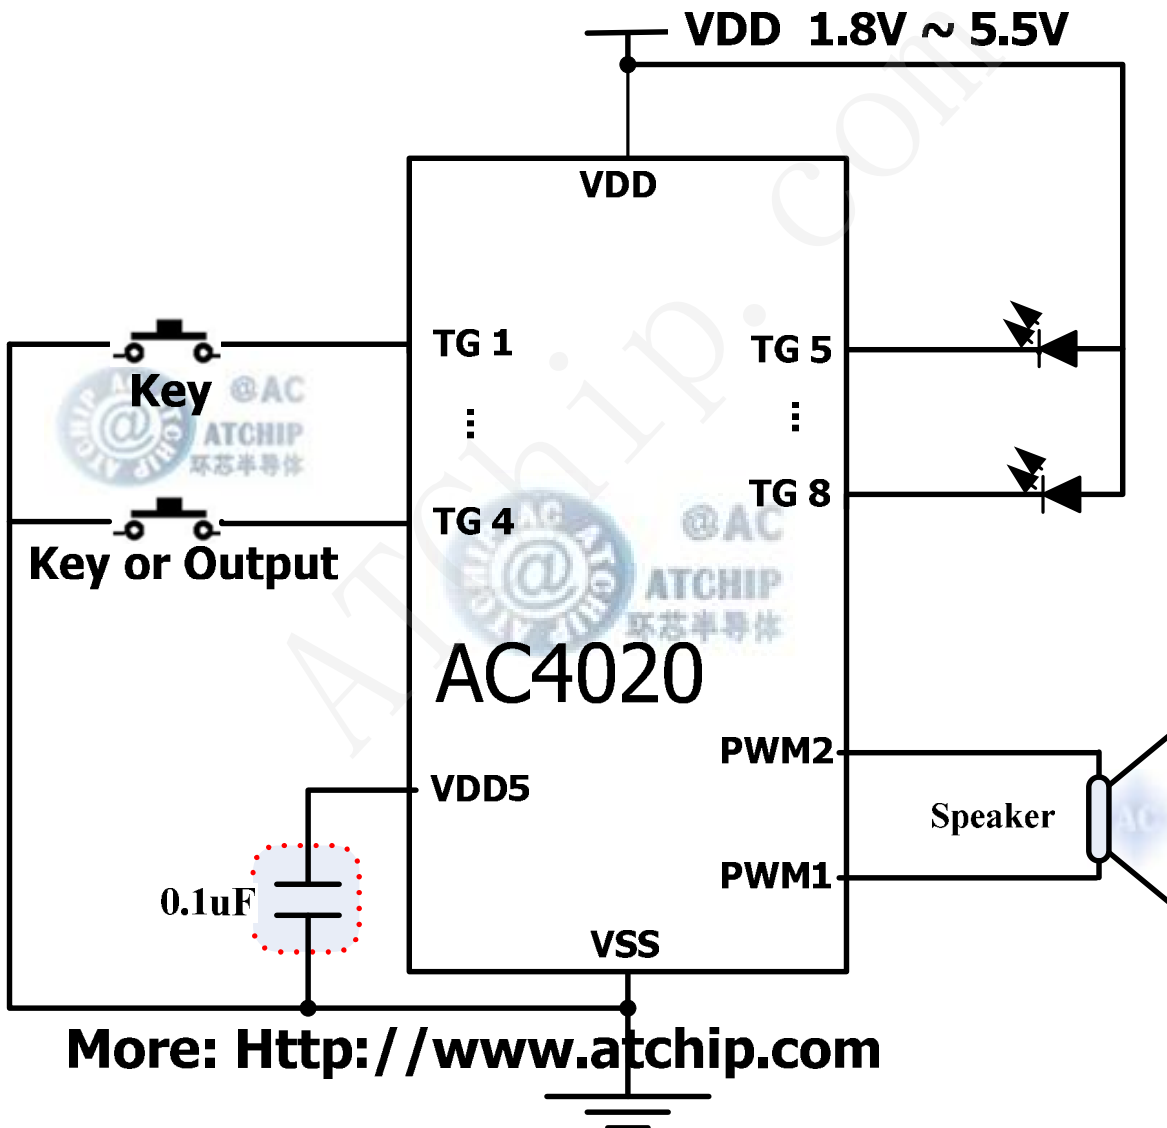 VDD 1.8V ~ 5.5V
VDD
TG 1
TG 5
Key
@AC
ATCHIP
环芯半导体
TG 8
TG 4
Key or Output
@AC
ATCHIP
环芯半导体
AC4020
PWM2
VDD5
Speaker
AC
PWM1
0.1uF
VSS
More: Http://www.atchip.com
ATChip.com